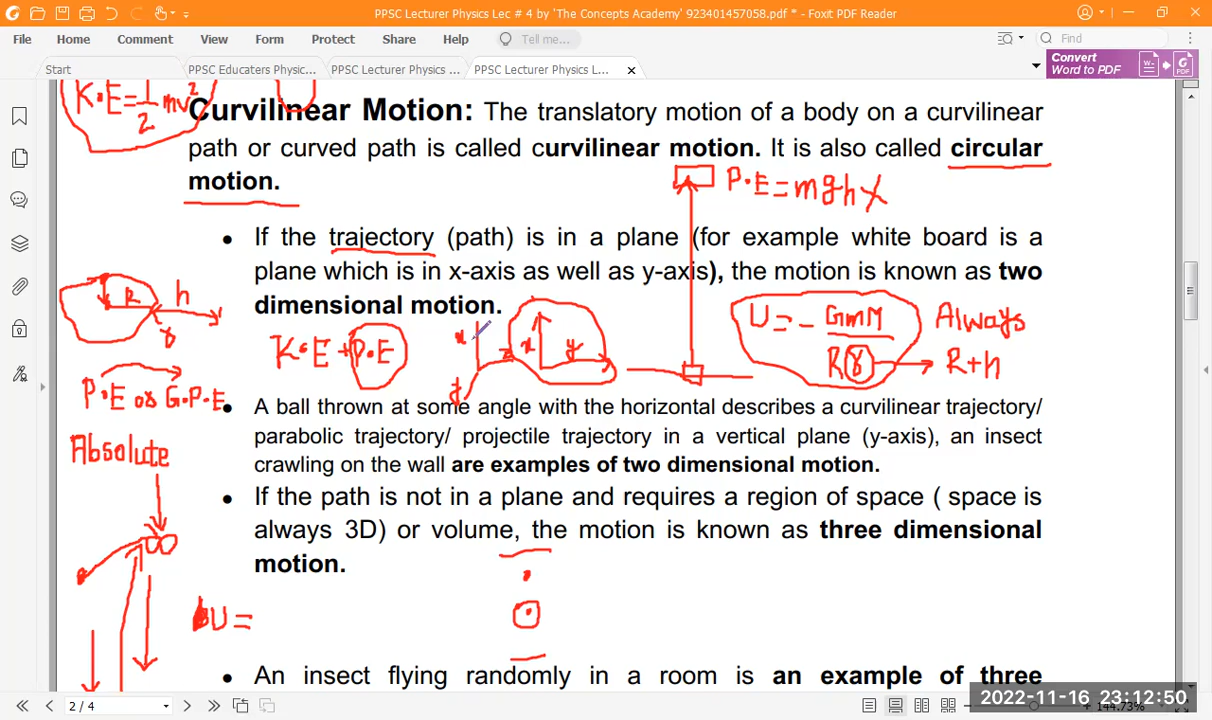 PPSC Lecturer Physics Lec # 4 by 'The Concepts Academy' 923401457058.pdf * - Foxit PDF Reader
File Home Comment View Form Protect Share Help Tell me... Find
Start PPSC Educaters Physic... PPSC Lecturer Physics ... PPSC Lecturer Physics L...
Convert
Word to PDF
K.E=1/2 mv²
Curvilinear Motion: The translatory motion of a body on a curvilinear
path or curved path is called curvilinear motion. It is also called circular
motion.
P.E=mgh X
• If the trajectory (path) is in a plane (for example white board is a
plane which is in x-axis as well as y-axis), the motion is known as two
dimensional motion.
R h
r
K.E+P.E
x z y
x y
U=-GmM Always
R r R+h
P.E or G.P.E
• A ball thrown at some angle with the horizontal describes a curvilinear trajectory/
parabolic trajectory/ projectile trajectory in a vertical plane (y-axis), an insect
crawling on the wall are examples of two dimensional motion.
Absolute
• If the path is not in a plane and requires a region of space ( space is
always 3D) or volume, the motion is known as three dimensional
motion.
U=
• An insect flying randomly in a room is an example of three
2 / 4
2022-11-16 23:12:50
144.73%